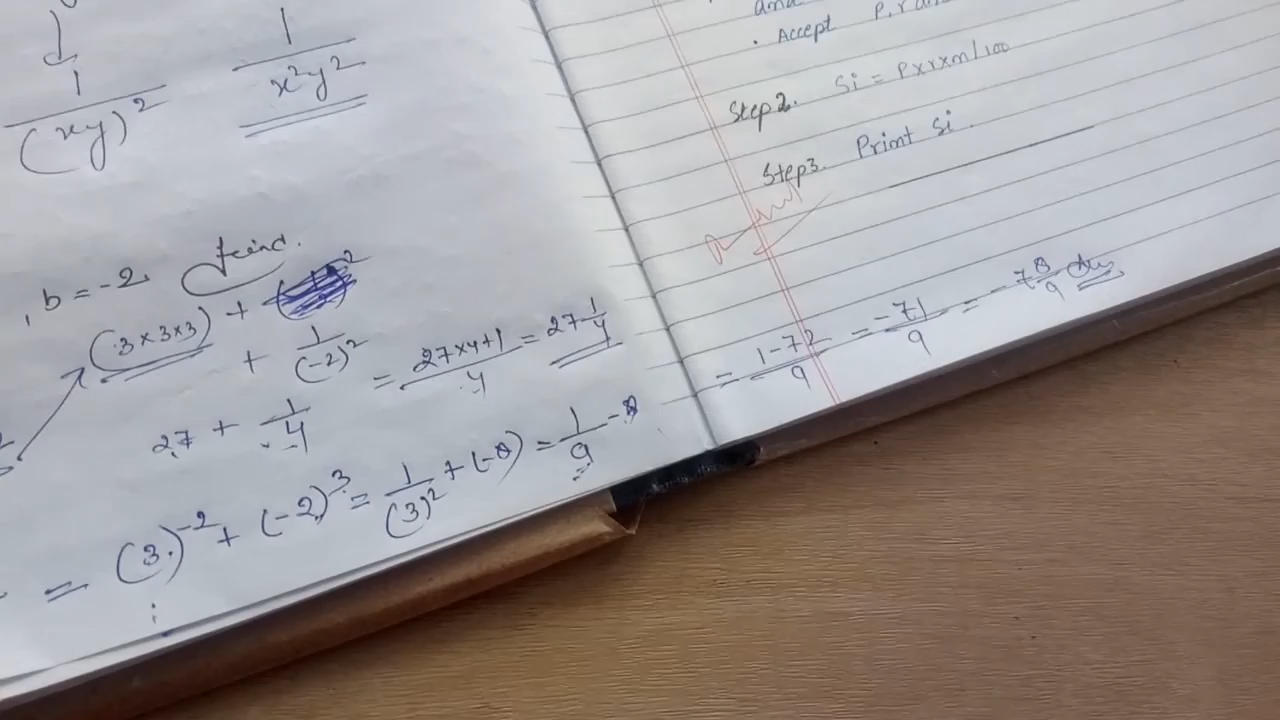 1
(xy)²
1
x²y²
, b = -2. find.
(3×3×3) +
+ 1/(-2)²
27 + 1/4 = 27×4+1/4 = 27 1/4
= (3)⁻² + (-2)³ = 1/(3)² + (-8) = 1/9 - 8
and
. Accept P, r
Step 2. Si = P×r×m/100
Step 3. Print Si.
= 1-72/9 = -71/9 = -7 8/9